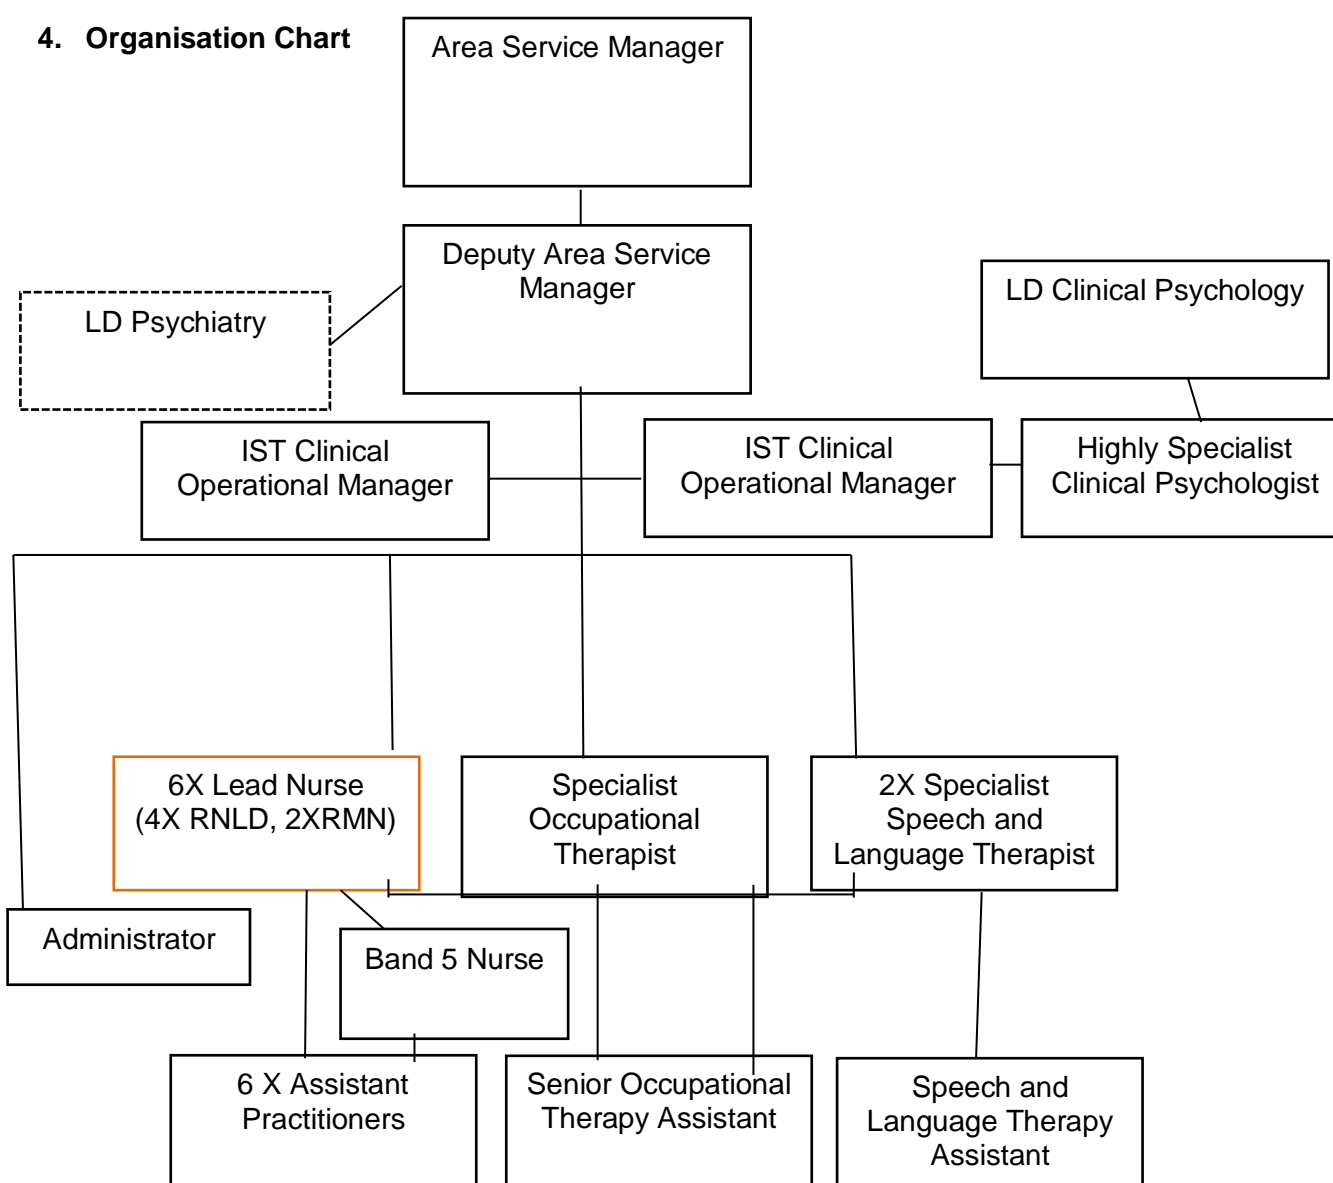 4. Organisation Chart
Area Service Manager
Deputy Area Service
Manager
LD Psychiatry
LD Clinical Psychology
IST Clinical
Operational Manager
IST Clinical
Operational Manager
Highly Specialist
Clinical Psychologist
6X Lead Nurse
(4X RNLD, 2XRMN)
Specialist
Occupational
Therapist
2X Specialist
Speech and
Language Therapist
Administrator
Band 5 Nurse
6 X Assistant
Practitioners
Senior Occupational
Therapy Assistant
Speech and
Language Therapy
Assistant